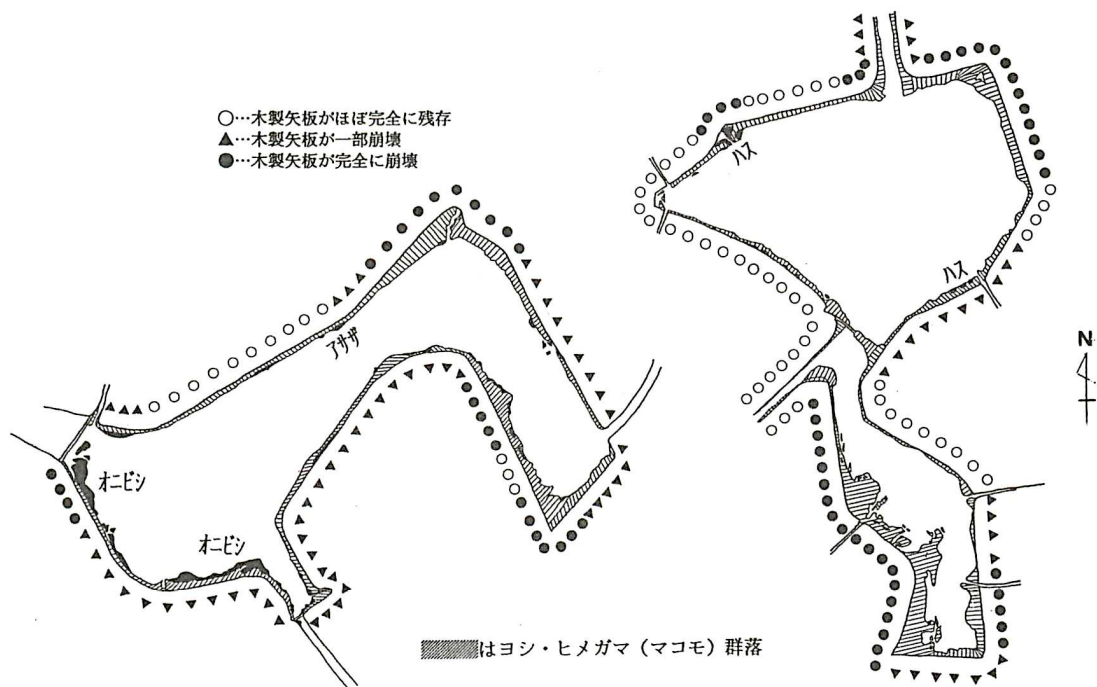 ○…木製矢板がほぼ完全に残存
▲…木製矢板が一部崩壊
●…木製矢板が完全に崩壊
ハス
ハス
アサザ
N
オニビシ
オニビシ
はヨシ・ヒメガマ（マコモ）群落